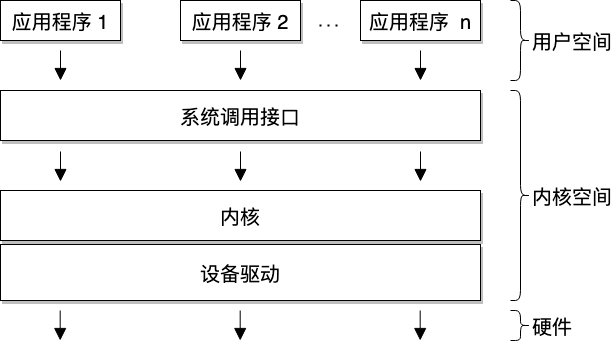 应用程序 1
应用程序 2
...
应用程序 n
用户空间
系统调用接口
内核空间
内核
设备驱动
硬件